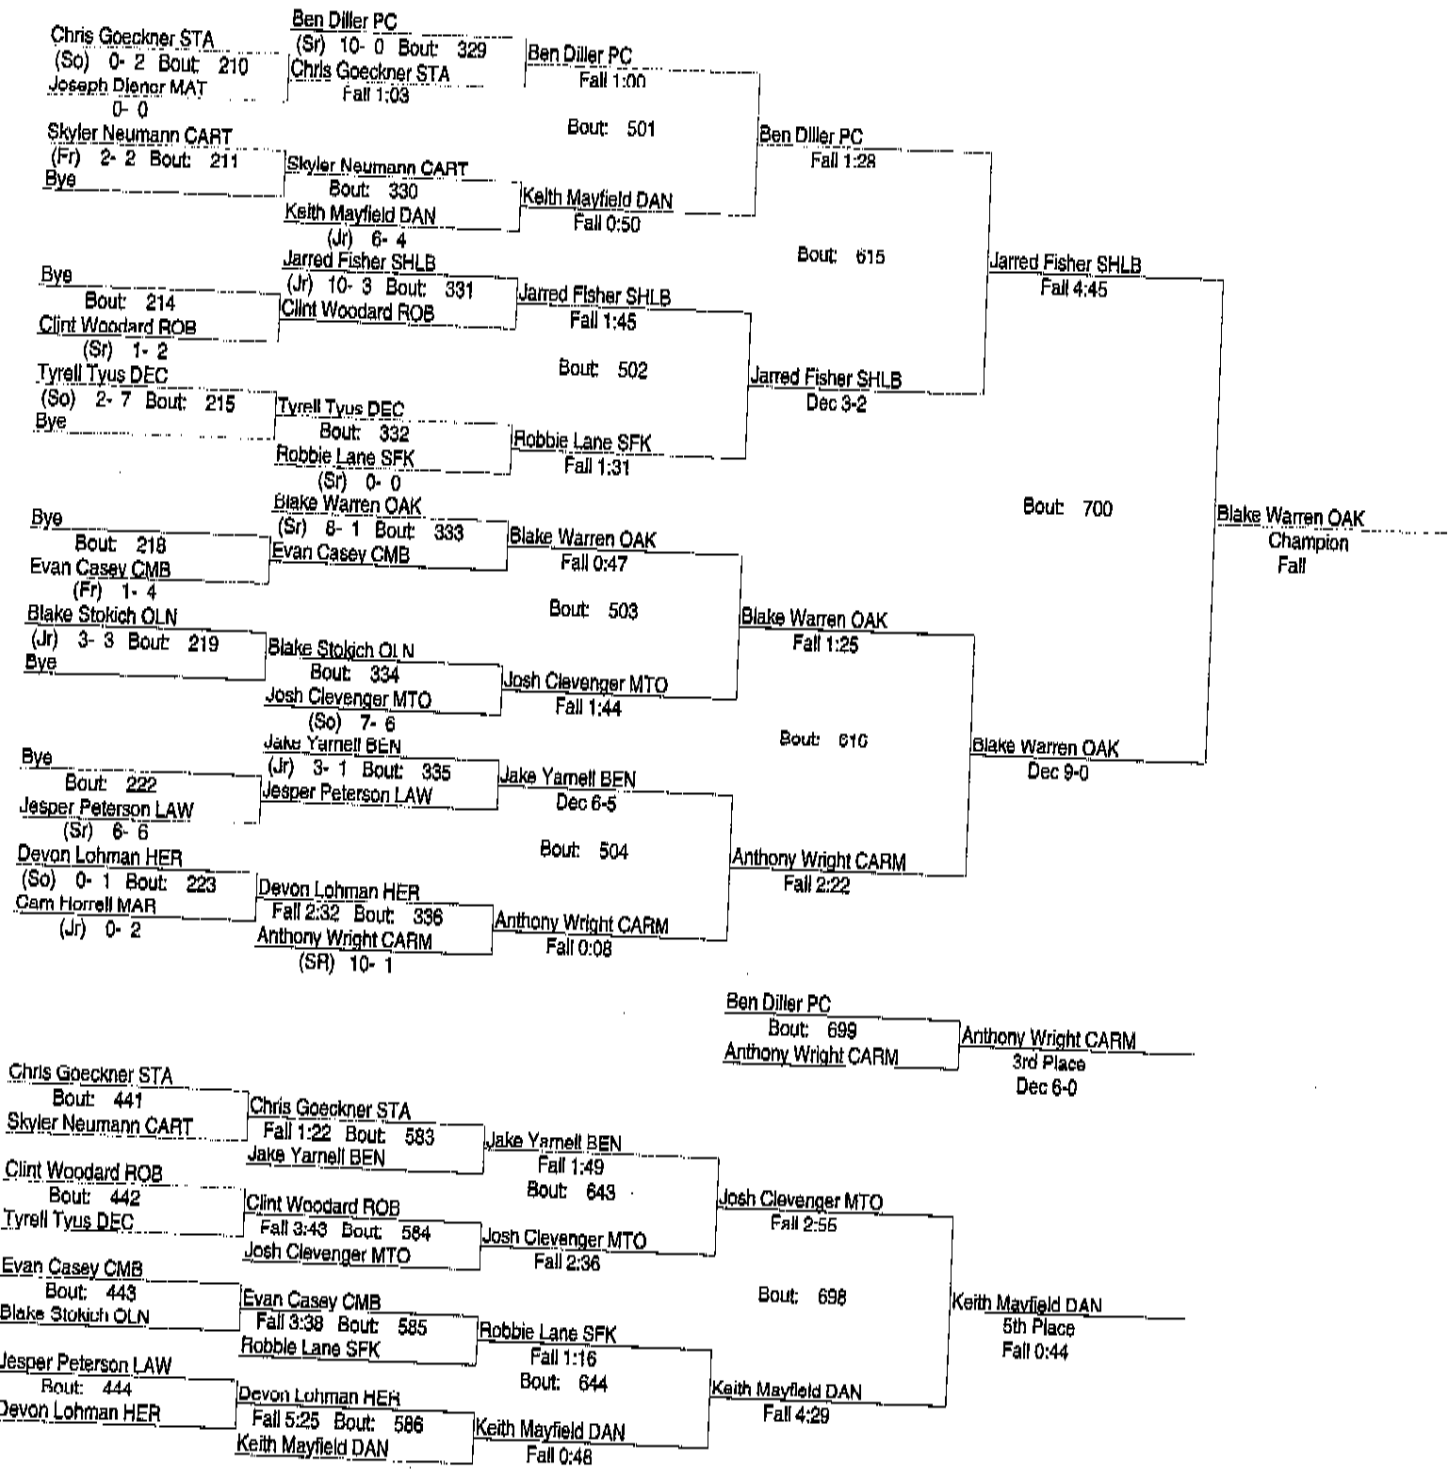 Chris Goeckner STA
(So) 0- 2 Bout: 210
Joseph Dienor MAT
0- 0
Skyler Neumann CART
(Fr) 2- 2 Bout: 211
Bye
Bye
Bout: 214
Clint Woodard ROB
(Sr) 1- 2
Tyrell Tyus DEC
(So) 2- 7 Bout: 215
Bye
Bye
Bout: 218
Evan Casey CMB
(Fr) 1- 4
Blake Stokich OLN
(Jr) 3- 3 Bout: 219
Bye
Bye
Bout: 222
Jesper Peterson LAW
(Sr) 6- 6
Devon Lohman HER
(So) 0- 1 Bout: 223
Cam Horrell MAR
(Jr) 0- 2
Ben Diller PC
(Sr) 10- 0 Bout: 329
Chris Goeckner STA
Fall 1:03
Skyler Neumann CART
Bout: 330
Keith Mayfield DAN
(Jr) 6- 4
Jarred Fisher SHLB
(Jr) 10- 3 Bout: 331
Clint Woodard ROB
Tyrell Tyus DEC
Bout: 332
Robbie Lane SFK
(Sr) 0- 0
Blake Warren OAK
(Sr) 8- 1 Bout: 333
Evan Casey CMB
Blake Stokich OLN
Bout: 334
Josh Clevenger MTO
(So) 7- 6
Jake Yarnell BEN
(Jr) 3- 1 Bout: 335
Jesper Peterson LAW
Devon Lohman HER
Fall 2:32 Bout: 336
Anthony Wright CARM
(SR) 10- 1
Ben Diller PC
Fall 1:00
Bout: 501
Keith Mayfield DAN
Fall 0:50
Jarred Fisher SHLB
Fall 1:45
Bout: 502
Robbie Lane SFK
Fall 1:31
Blake Warren OAK
Fall 0:47
Bout: 503
Josh Clevenger MTO
Fall 1:44
Jake Yarnell BEN
Dec 6-5
Bout: 504
Anthony Wright CARM
Fall 0:08
Ben Diller PC
Fall 1:28
Bout: 615
Jarred Fisher SHLB
Dec 3-2
Blake Warren OAK
Fall 1:25
Bout: 616
Anthony Wright CARM
Fall 2:22
Jarred Fisher SHLB
Fall 4:45
Bout: 700
Blake Warren OAK
Dec 9-0
Blake Warren OAK
Champion
Fall
Ben Diller PC
Bout: 699
Anthony Wright CARM
Anthony Wright CARM
3rd Place
Dec 6-0
Chris Goeckner STA
Bout: 441
Skyler Neumann CART
Clint Woodard ROB
Bout: 442
Tyrell Tyus DEC
Evan Casey CMB
Bout: 443
Blake Stokich OLN
Jesper Peterson LAW
Bout: 444
Devon Lohman HER
Chris Goeckner STA
Fall 1:22 Bout: 583
Jake Yarnell BEN
Clint Woodard ROB
Fall 3:43 Bout: 584
Josh Clevenger MTO
Evan Casey CMB
Fall 3:38 Bout: 585
Robbie Lane SFK
Devon Lohman HER
Fall 5:25 Bout: 586
Keith Mayfield DAN
Jake Yarnell BEN
Fall 1:49
Bout: 643
Josh Clevenger MTO
Fall 2:36
Robbie Lane SFK
Fall 1:16
Bout: 644
Keith Mayfield DAN
Fall 0:48
Josh Clevenger MTO
Fall 2:55
Bout: 698
Keith Mayfield DAN
Fall 4:29
Keith Mayfield DAN
5th Place
Fall 0:44